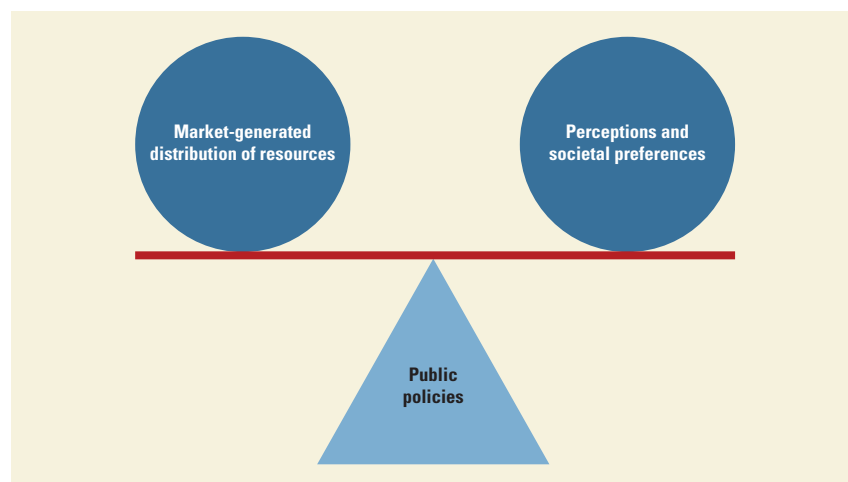 Market-generated
distribution of resources
Perceptions and
societal preferences
Public
policies